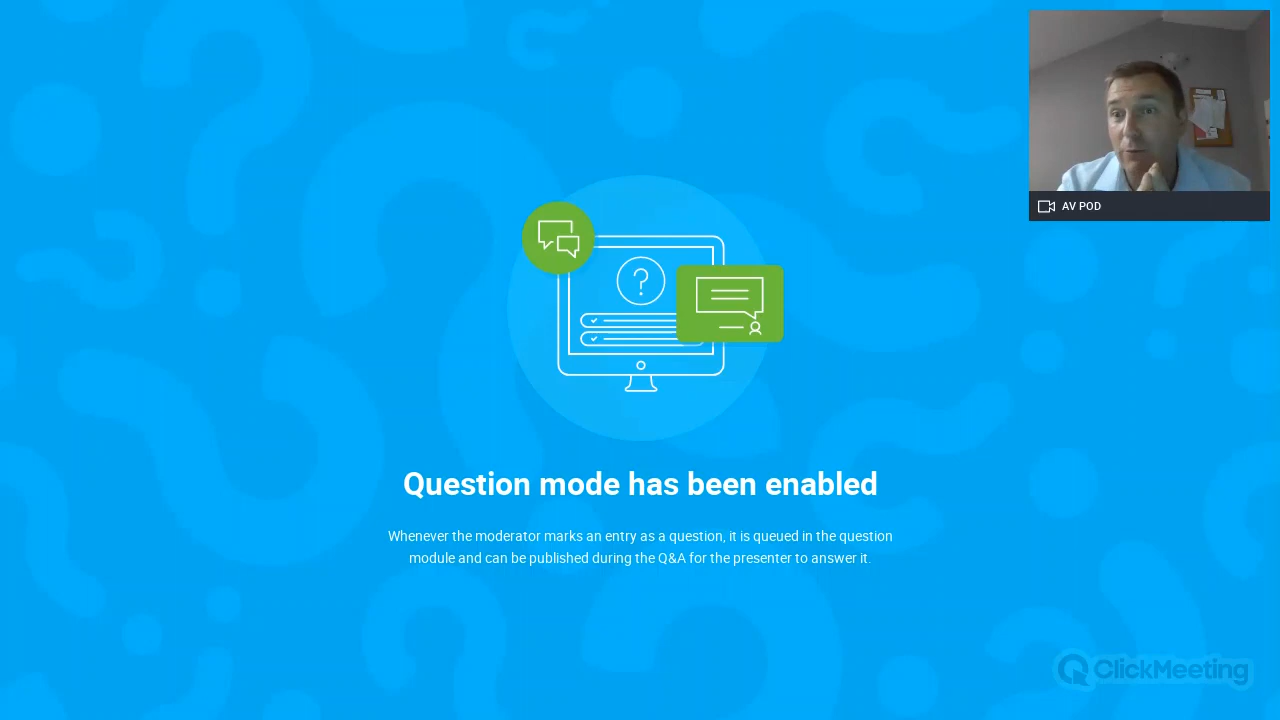 AV POD
Question mode has been enabled
Whenever the moderator marks an entry as a question, it is queued in the question
module and can be published during the Q&A for the presenter to answer it.
ClickMeeting